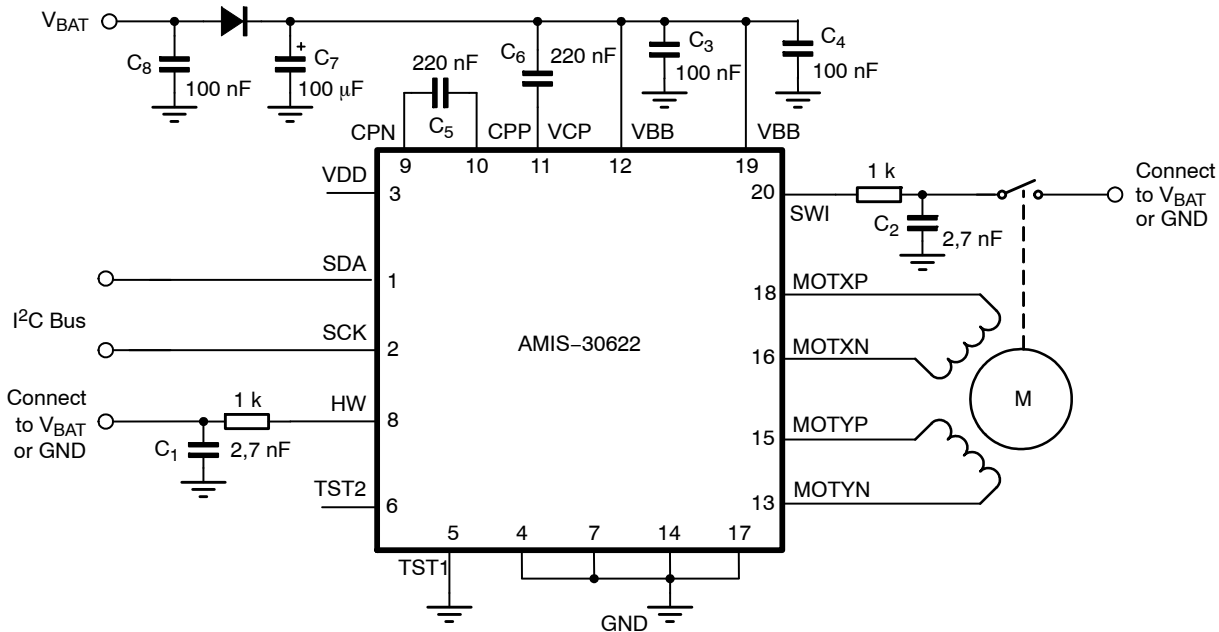 VBAT
C8
100 nF
+
C7
100 μF
220 nF
C5
C6
220 nF
C3
100 nF
C4
100 nF
CPN
CPP
VCP
VBB
VBB
9
10
11
12
19
VDD
3
20
SWI
1 k
C2
2,7 nF
Connect
to VBAT
or GND
SDA
1
I2C Bus
SCK
2
AMIS−30622
18
MOTXP
16
MOTXN
M
Connect
to VBAT
or GND
1 k
C1
2,7 nF
HW
8
15
MOTYP
13
MOTYN
TST2
6
5
4
7
14
17
TST1
GND